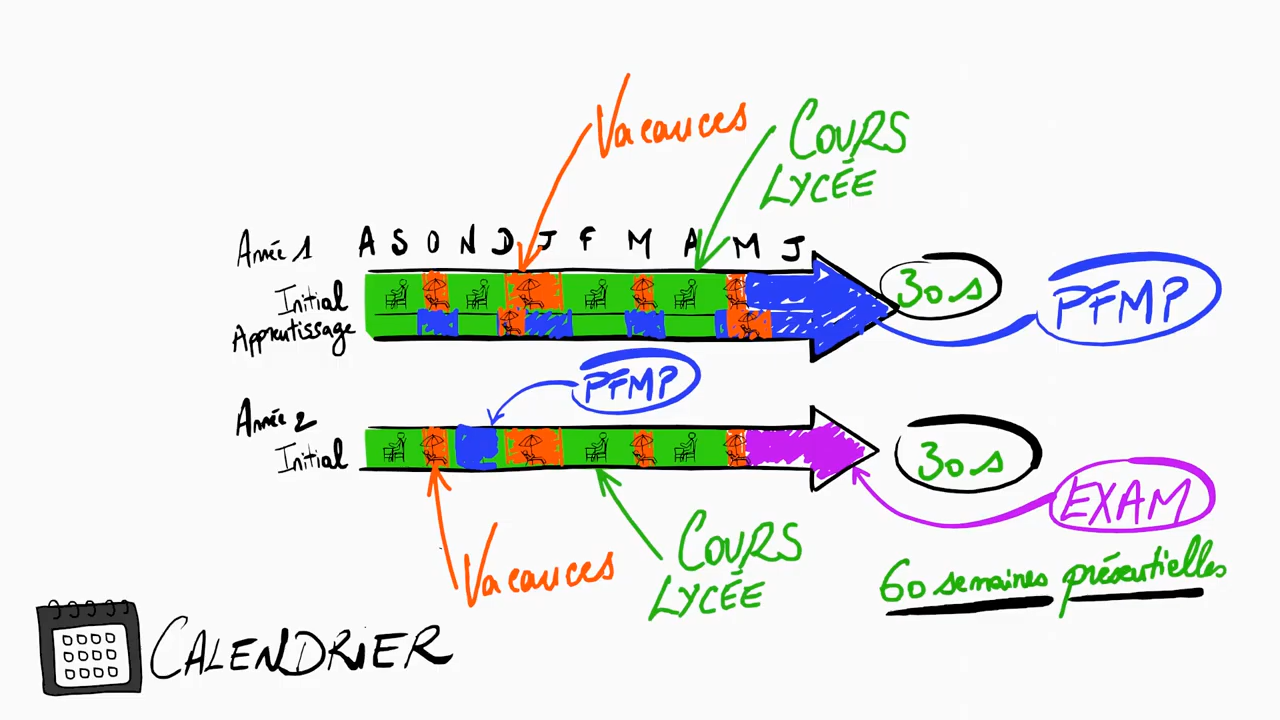 Vacances
COURS
LYCÉE
Année 1 A S O N D J F M A M J
Initial
Apprentissage
30 s
PFMP
PFMP
Année 2
Initial
30 s
EXAM
Vacances
COURS
LYCÉE
60 semaines présentielles
CALENDRIER